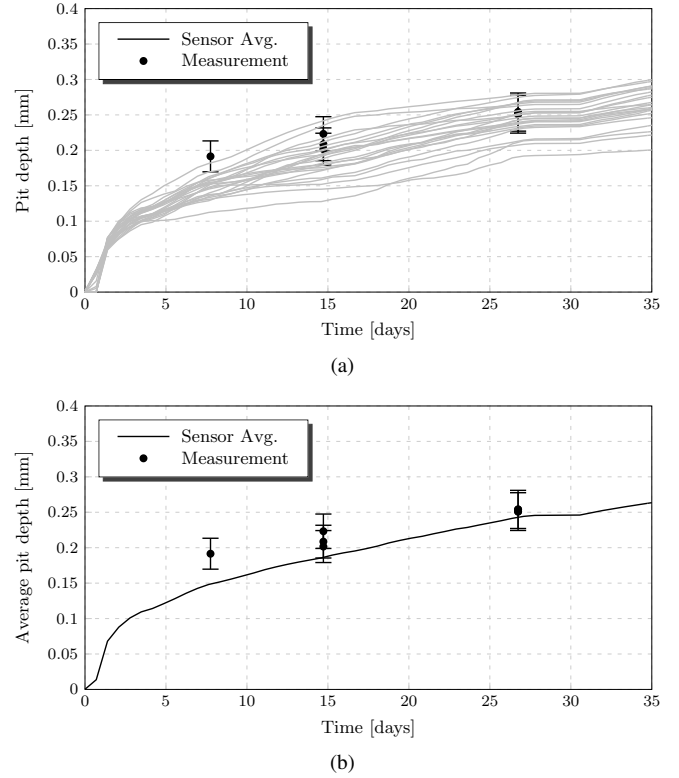 0.4
0.35
0.3
0.25
0.2
0.15
0.1
0.05
0
Pit depth [mm]
Sensor Avg.
Measurement
0 5 10 15 20 25 30 35
Time [days]
(a)
0.4
0.35
0.3
0.25
0.2
0.15
0.1
0.05
0
Average pit depth [mm]
Sensor Avg.
Measurement
0 5 10 15 20 25 30 35
Time [days]
(b)